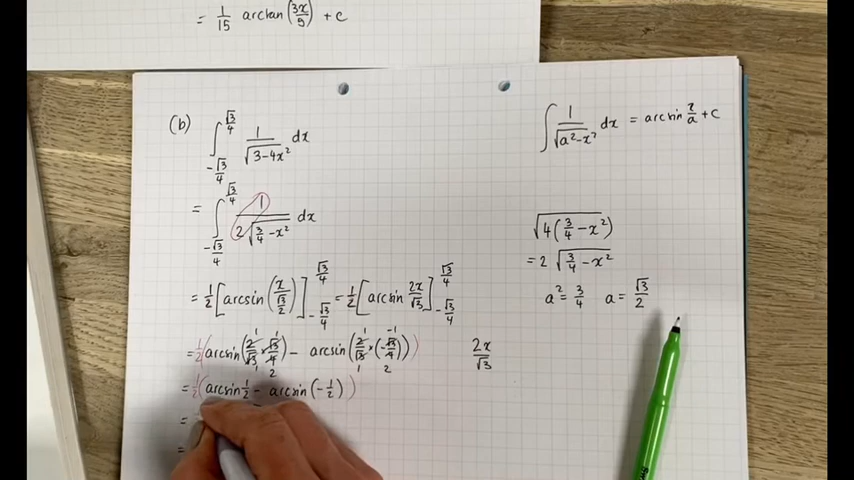 = 1/15 arctan(3x/5) + c
(b) ∫_{-√3/4}^{√3/4} 1/√(3-4x²) dx
∫ 1/√(a²-x²) dx = arcsin x/a + c
= ∫_{-√3/4}^{√3/4} 1/(2√(3/4-x²)) dx
√(4(3/4-x²))
= 2√(3/4-x²)
= 1/2[arcsin(x/(√3/2))]_{-√3/4}^{√3/4} = 1/2[arcsin 2x/√3]_{-√3/4}^{√3/4}
a² = 3/4 a = √3/2
= 1/2(arcsin(2/√3 × √3/4) - arcsin(2/√3 × (-√3/4)))
2x/√3
= 1/2(arcsin 1/2 - arcsin(-1/2))
=
=